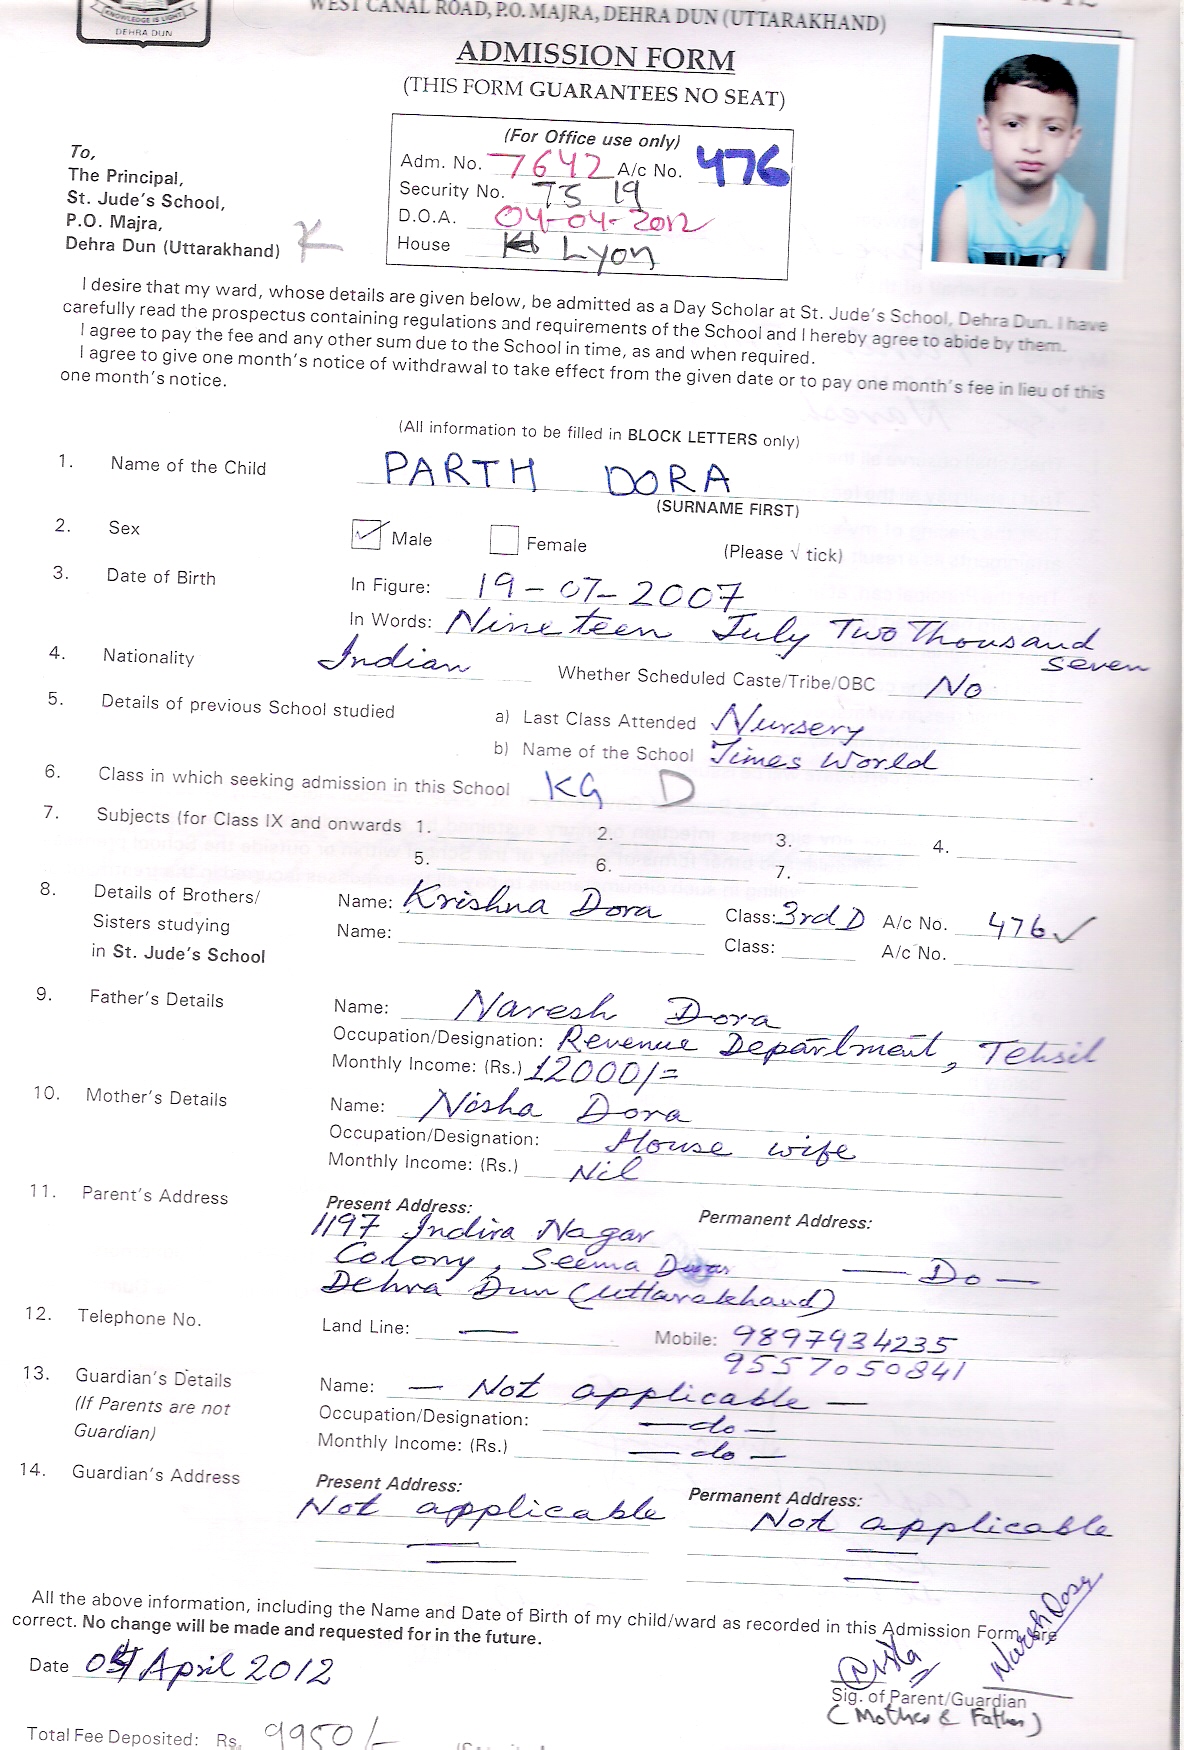 KNOWLEDGE IS LIGHT
DEHRA DUN
WEST CANAL ROAD, P.O. MAJRA, DEHRA DUN (UTTARAKHAND)
ADMISSION FORM
(THIS FORM GUARANTEES NO SEAT)
(For Office use only)
Adm. No. 7642 A/c No. 476
Security No. TS 19
D.O.A. 04-04-2012
House Lyon
To,
The Principal,
St. Jude's School,
P.O. Majra,
Dehra Dun (Uttarakhand) K
I desire that my ward, whose details are given below, be admitted as a Day Scholar at St. Jude's School, Dehra Dun. I have
carefully read the prospectus containing regulations and requirements of the School and I hereby agree to abide by them.
I agree to pay the fee and any other sum due to the School in time, as and when required.
I agree to give one month's notice of withdrawal to take effect from the given date or to pay one month's fee in lieu of this
one month's notice.
(All information to be filled in BLOCK LETTERS only)
1. Name of the Child PARTH DORA
(SURNAME FIRST)
2. Sex Male Female (Please √ tick)
3. Date of Birth In Figure: 19-07-2007
In Words: Nineteen July Two Thousand
seven
4. Nationality Indian Whether Scheduled Caste/Tribe/OBC No
5. Details of previous School studied a) Last Class Attended Nursery
b) Name of the School Times World
6. Class in which seeking admission in this School KG D
7. Subjects (for Class IX and onwards 1. 2. 3. 4.
5. 6. 7.
8. Details of Brothers/ Name: Krishna Dora Class: 3rd D A/c No. 476 ✓
Sisters studying Name: Class: A/c No.
in St. Jude's School
9. Father's Details Name: Naresh Dora
Occupation/Designation: Revenue Department, Tehsil
Monthly Income: (Rs.) 12000/=
10. Mother's Details Name: Nisha Dora
Occupation/Designation: House wife
Monthly Income: (Rs.) Nil
11. Parent's Address Present Address: Permanent Address:
1197 Indira Nagar
Colony, Seema Dwar — Do —
Dehra Dun (Uttarakhand)
12. Telephone No. Land Line: — Mobile: 9897934235
9557050841
13. Guardian's Details Name: — Not applicable —
(If Parents are not Occupation/Designation: — do —
Guardian) Monthly Income: (Rs.) — do —
14. Guardian's Address Present Address: Permanent Address:
Not applicable Not applicable
All the above information, including the Name and Date of Birth of my child/ward as recorded in this Admission Form, are
correct. No change will be made and requested for in the future.
Date 04 April 2012 Naresh Dora
Sig. of Parent/Guardian
(Mother & Father)
Total Fee Deposited: Rs. 9950/-